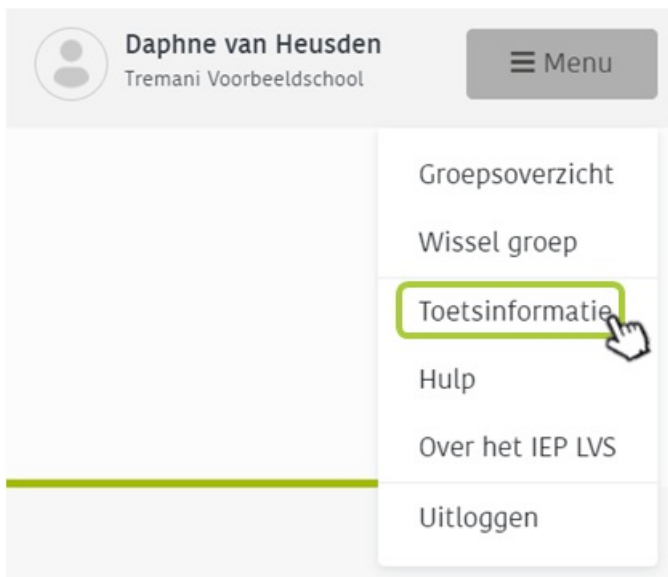 Daphne van Heusden
Tremani Voorbeeldschool
Menu
Groepsoverzicht
Wissel groep
Toetsinformatie
Hulp
Over het IEP LVS
Uitloggen